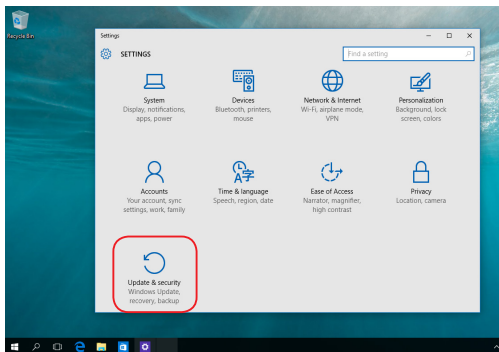 Recycle Bin
Settings
SETTINGS
Find a setting
System
Display, notifications,
apps, power
Devices
Bluetooth, printers,
mouse
Network & Internet
Wi-Fi, airplane mode,
VPN
Personalization
Background, lock
screen, colors
Accounts
Your account, sync
settings, work, family
Time & language
Speech, region, date
Ease of Access
Narrator, magnifier,
high contrast
Privacy
Location, camera
Update & security
Windows Update,
recovery, backup